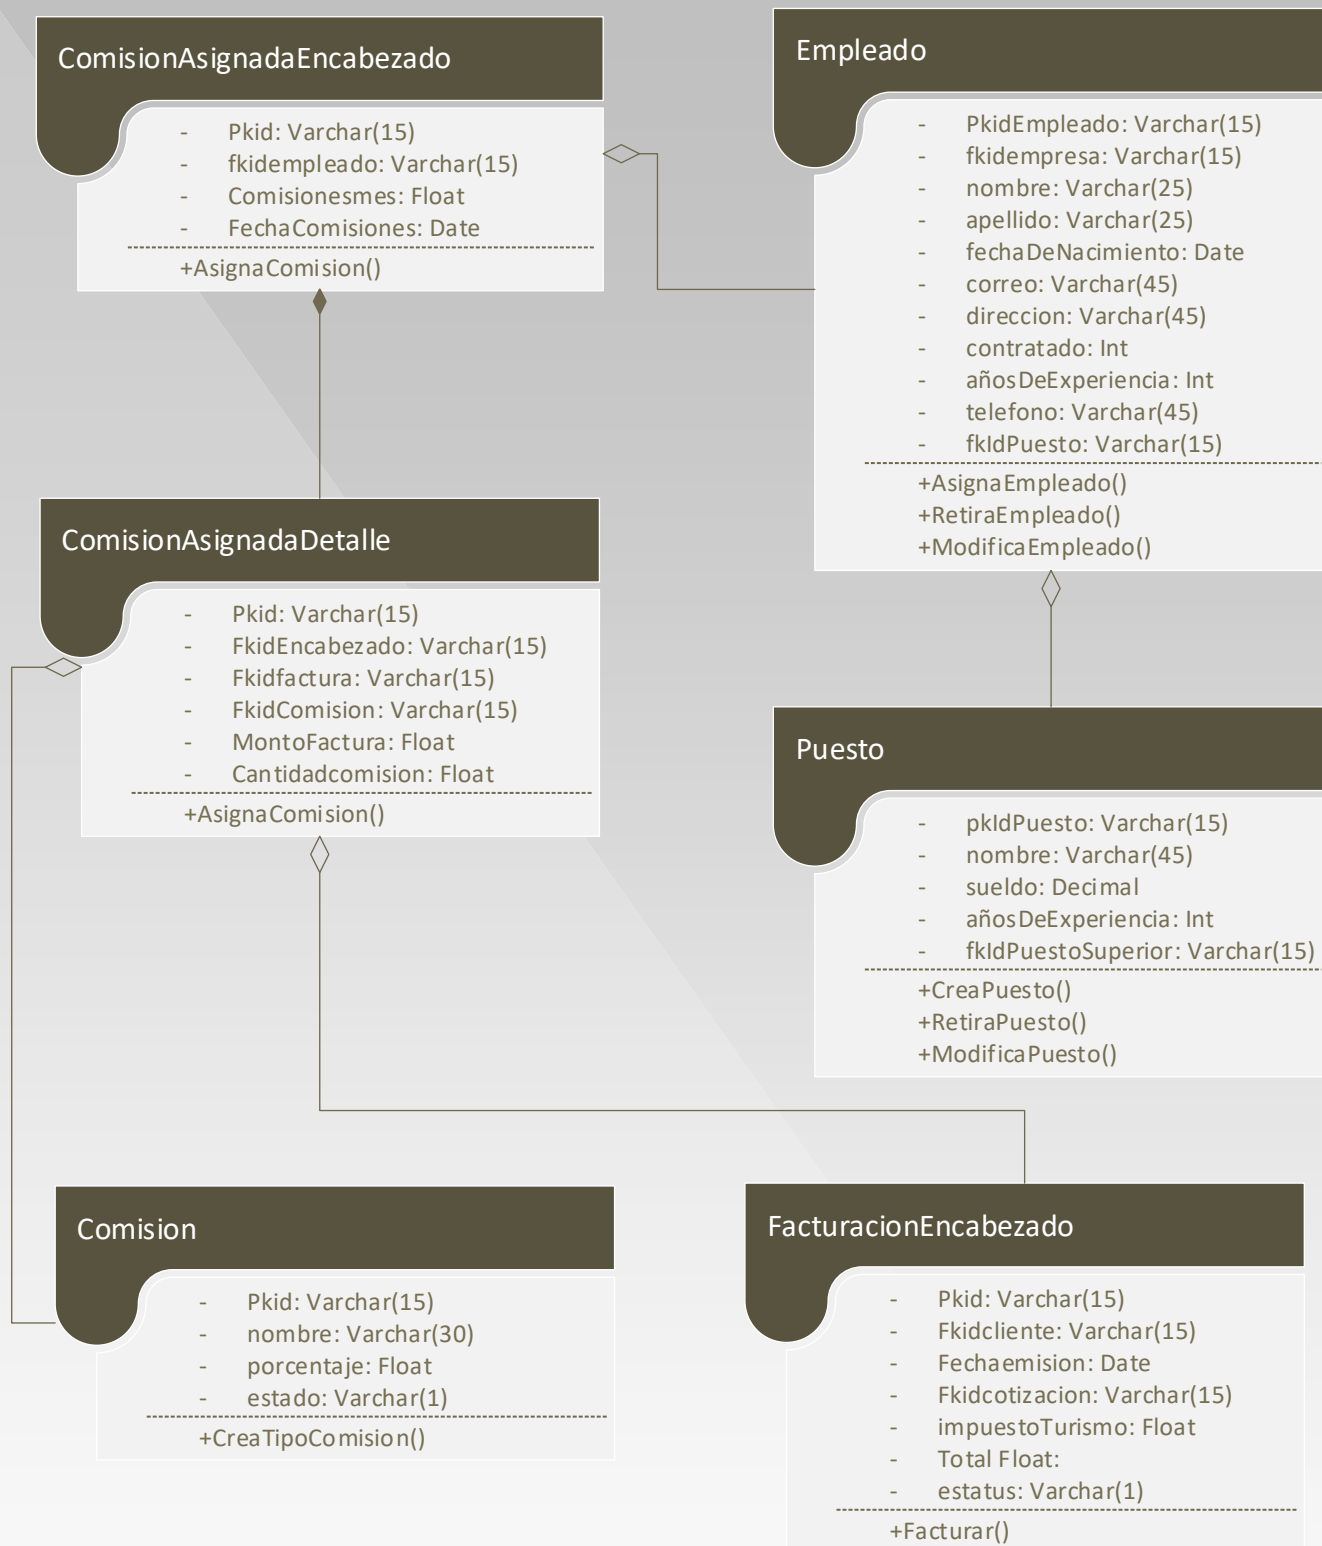 ComisionAsignadaEncabezado
- Pkid: Varchar(15)
- fkidempleado: Varchar(15)
- Comisionesmes: Float
- FechaComisiones: Date
+AsignaComision()
Empleado
- PkidEmpleado: Varchar(15)
- fkidempresa: Varchar(15)
- nombre: Varchar(25)
- apellido: Varchar(25)
- fechaDeNacimiento: Date
- correo: Varchar(45)
- direccion: Varchar(45)
- contratado: Int
- añosDeExperiencia: Int
- telefono: Varchar(45)
- fkIdPuesto: Varchar(15)
+AsignaEmpleado()
+RetiraEmpleado()
+ModificaEmpleado()
ComisionAsignadaDetalle
- Pkid: Varchar(15)
- FkidEncabezado: Varchar(15)
- Fkidfactura: Varchar(15)
- FkidComision: Varchar(15)
- MontoFactura: Float
- Cantidadcomision: Float
+AsignaComision()
Puesto
- pkIdPuesto: Varchar(15)
- nombre: Varchar(45)
- sueldo: Decimal
- añosDeExperiencia: Int
- fkIdPuestoSuperior: Varchar(15)
+CreaPuesto()
+RetiraPuesto()
+ModificaPuesto()
Comision
- Pkid: Varchar(15)
- nombre: Varchar(30)
- porcentaje: Float
- estado: Varchar(1)
+CreaTipoComision()
FacturacionEncabezado
- Pkid: Varchar(15)
- Fkidcliente: Varchar(15)
- Fechaemision: Date
- Fkidcotizacion: Varchar(15)
- impuestoTurismo: Float
- Total Float:
- estatus: Varchar(1)
+Facturar()